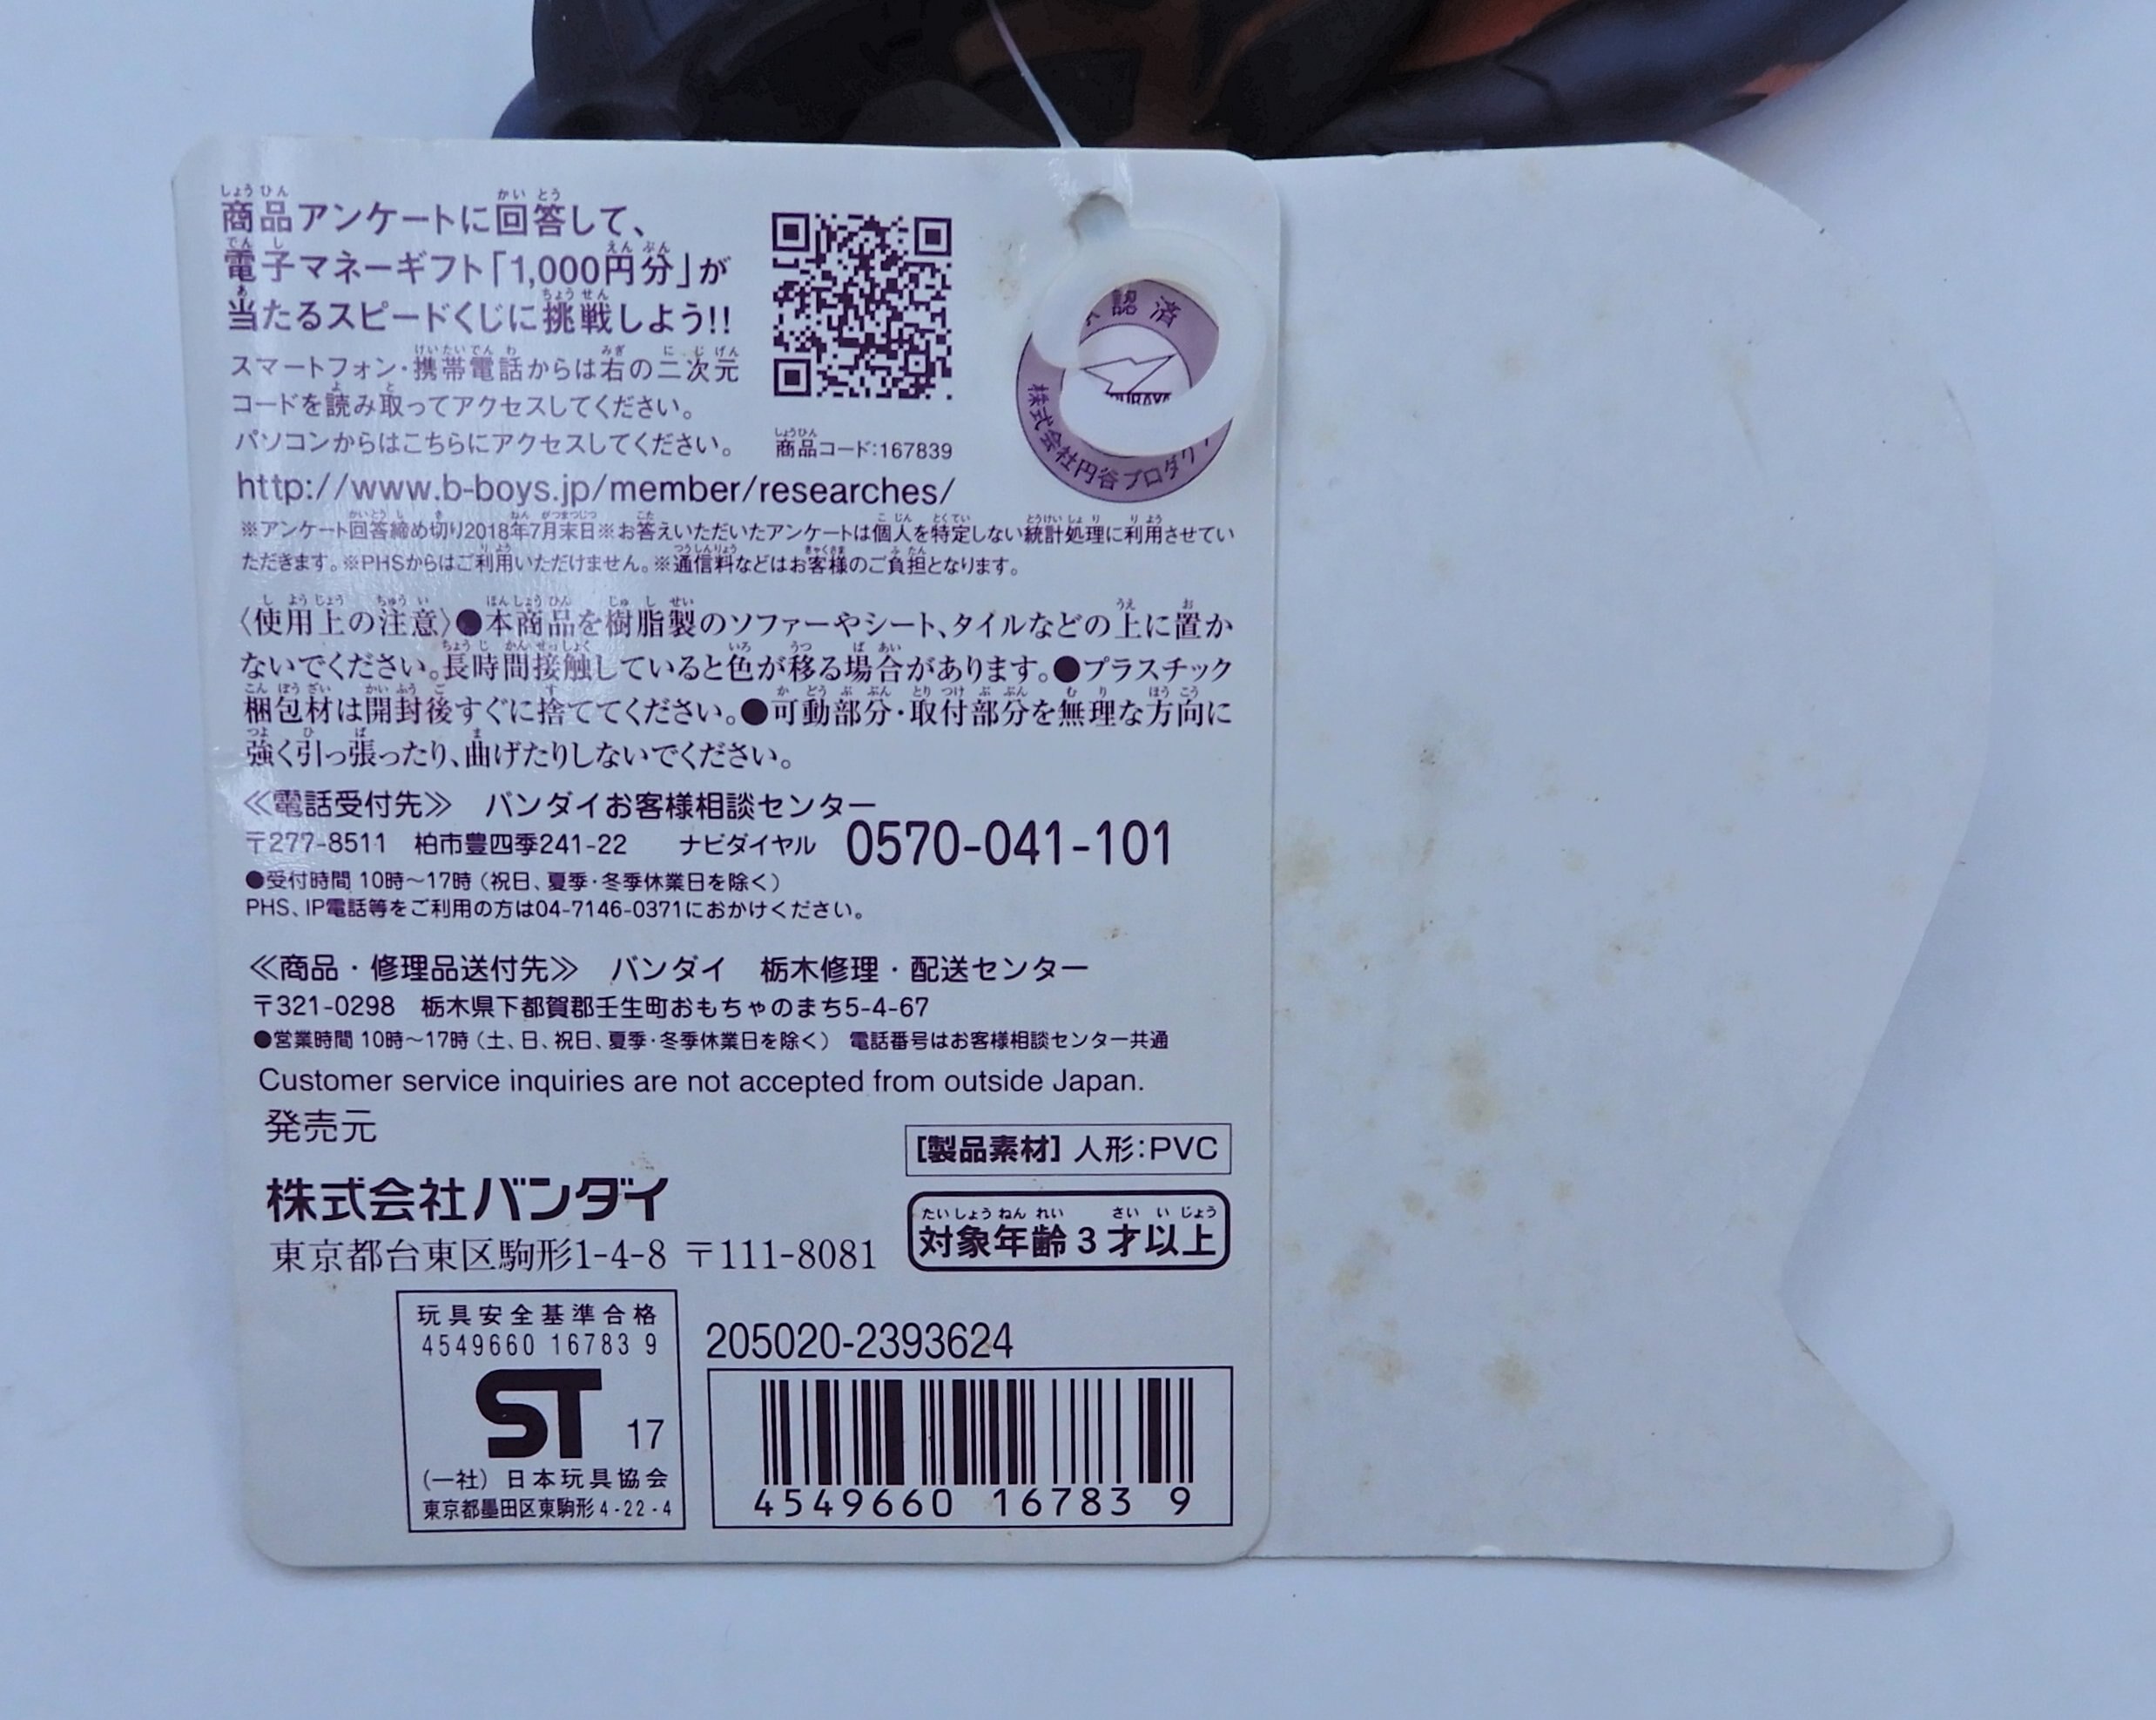 商品アンケートに回答して、
電子マネーギフト「1,000円分」が
当たるスピードくじに挑戦しよう!!
スマートフォン・携帯電話からは右の二次元
コードを読み取ってアクセスしてください。
パソコンからはこちらにアクセスしてください。
商品コード:167839
http://www.b-boys.jp/member/researches/
認済
株式会社円谷プロダク
※アンケート回答締め切り2018年7月末日※お答えいただいたアンケートは個人を特定しない統計処理に利用させてい
ただきます。※PHSからはご利用いただけません。※通信料などはお客様のご負担となります。
〈使用上の注意〉●本商品を樹脂製のソファーやシート、タイルなどの上に置か
ないでください。長時間接触していると色が移る場合があります。●プラスチック
梱包材は開封後すぐに捨ててください。●可動部分・取付部分を無理な方向に
強く引っ張ったり、曲げたりしないでください。
≪電話受付先≫ バンダイお客様相談センター
〒277-8511 柏市豊四季241-22 ナビダイヤル 0570-041-101
●受付時間 10時〜17時（祝日、夏季・冬季休業日を除く）
PHS、IP電話等をご利用の方は04-7146-0371におかけください。
≪商品・修理品送付先≫ バンダイ 栃木修理・配送センター
〒321-0298 栃木県下都賀郡壬生町おもちゃのまち5-4-67
●営業時間 10時〜17時（土、日、祝日、夏季・冬季休業日を除く） 電話番号はお客様相談センター共通
Customer service inquiries are not accepted from outside Japan.
発売元
株式会社バンダイ
東京都台東区駒形1-4-8 〒111-8081
[製品素材] 人形:PVC
対象年齢3才以上
玩具安全基準合格
4549660 16783 9
ST 17
(一社) 日本玩具協会
東京都墨田区東駒形4-22-4
205020-2393624
4549660 16783 9